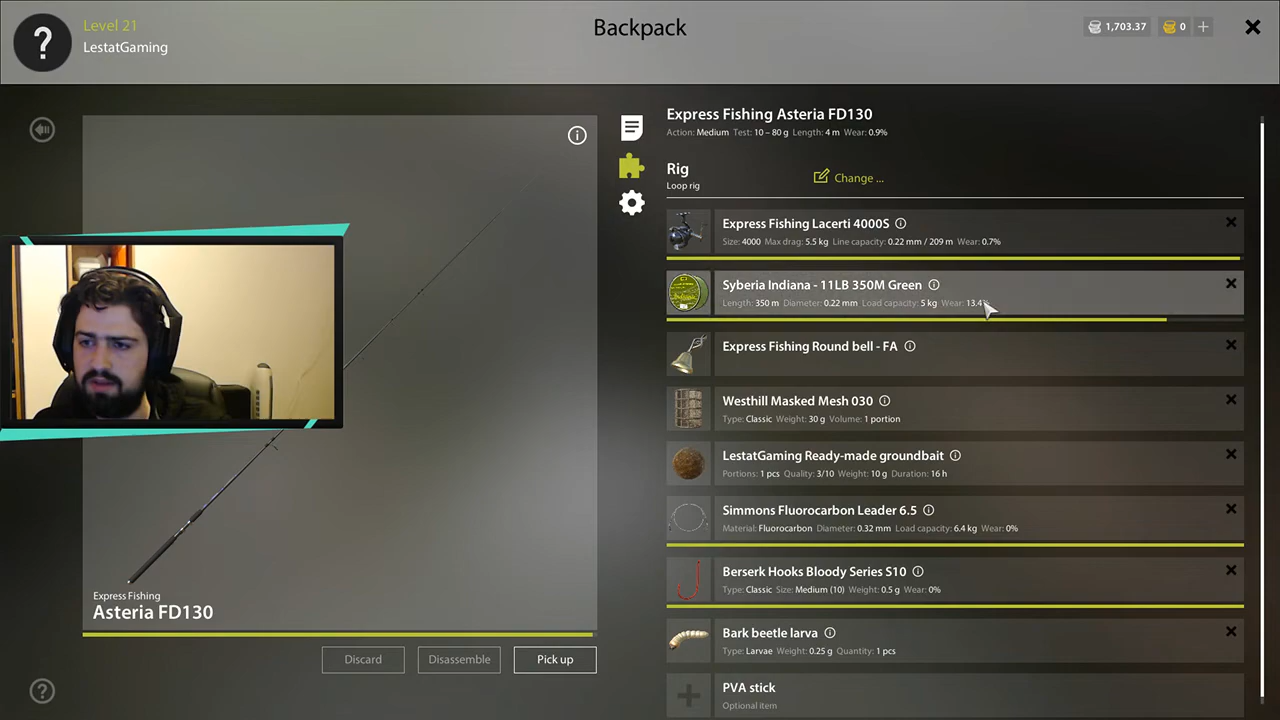 Level 21
LestatGaming
Backpack
1,703.37
0
Express Fishing Asteria FD130
Action: Medium Test: 10 – 80 g Length: 4 m Wear: 0.9%
Rig
Loop rig
Change ...
Express Fishing Lacerti 4000S
Size: 4000 Max drag: 5.5 kg Line capacity: 0.22 mm / 209 m Wear: 0.7%
Syberia Indiana - 11LB 350M Green
Length: 350 m Diameter: 0.22 mm Load capacity: 5 kg Wear: 13.4%
Express Fishing Round bell - FA
Westhill Masked Mesh 030
Type: Classic Weight: 30 g Volume: 1 portion
LestatGaming Ready-made groundbait
Portions: 1 pcs Quality: 3/10 Weight: 10 g Duration: 16 h
Simmons Fluorocarbon Leader 6.5
Material: Fluorocarbon Diameter: 0.32 mm Load capacity: 6.4 kg Wear: 0%
Berserk Hooks Bloody Series S10
Type: Classic Size: Medium (10) Weight: 0.5 g Wear: 0%
Bark beetle larva
Type: Larvae Weight: 0.25 g Quantity: 1 pcs
PVA stick
Optional item
Express Fishing
Asteria FD130
Discard
Disassemble
Pick up